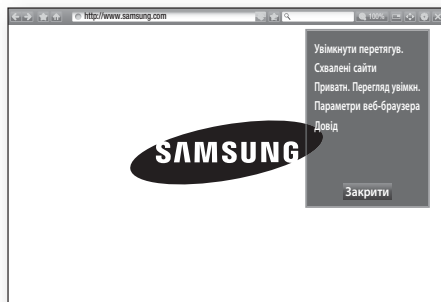 http://www.samsung.com
100%
Увімкнути перетягув.
Схвалені сайти
Приватн. Перегляд увімкн.
Параметри веб-браузера
Довід
SAMSUNG
Закрити